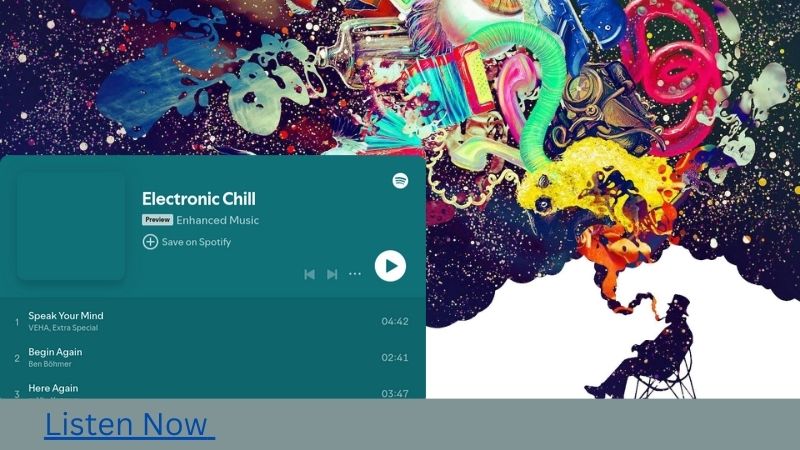 Electronic Chill
Preview Enhanced Music
Save on Spotify
1 Speak Your Mind 04:42
VEHA, Extra Special
2 Begin Again 02:41
Ben Böhmer
3 Here Again 03:47
Listen Now